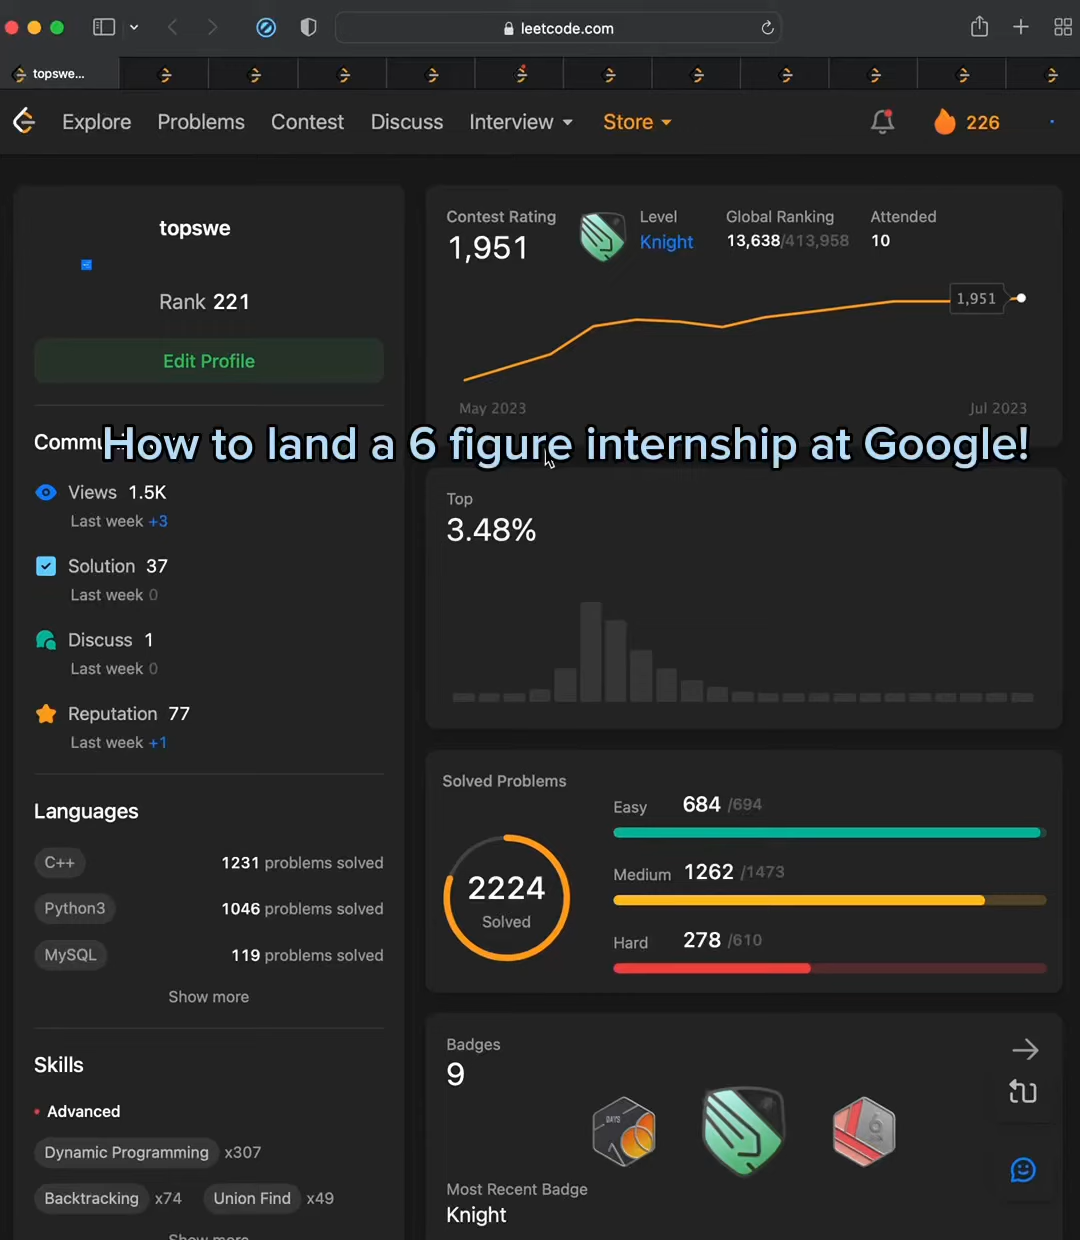 leetcode.com
topswe...
Explore Problems Contest Discuss Interview Store 226
topswe
Rank 221
Edit Profile
How to land a 6 figure internship at Google!
Views 1.5K
Last week +3
Solution 37
Last week 0
Discuss 1
Last week 0
Reputation 77
Last week +1
Languages
C++ 1231 problems solved
Python3 1046 problems solved
MySQL 119 problems solved
Show more
Skills
Advanced
Dynamic Programming x307
Backtracking x74 Union Find x49
Show more
Contest Rating
1,951
Level
Knight
Global Ranking
13,638/413,958
Attended
10
1,951
May 2023 Jul 2023
Top
3.48%
Solved Problems
2224
Solved
Easy 684 /694
Medium 1262 /1473
Hard 278 /610
Badges
9
DAYS
Most Recent Badge
Knight